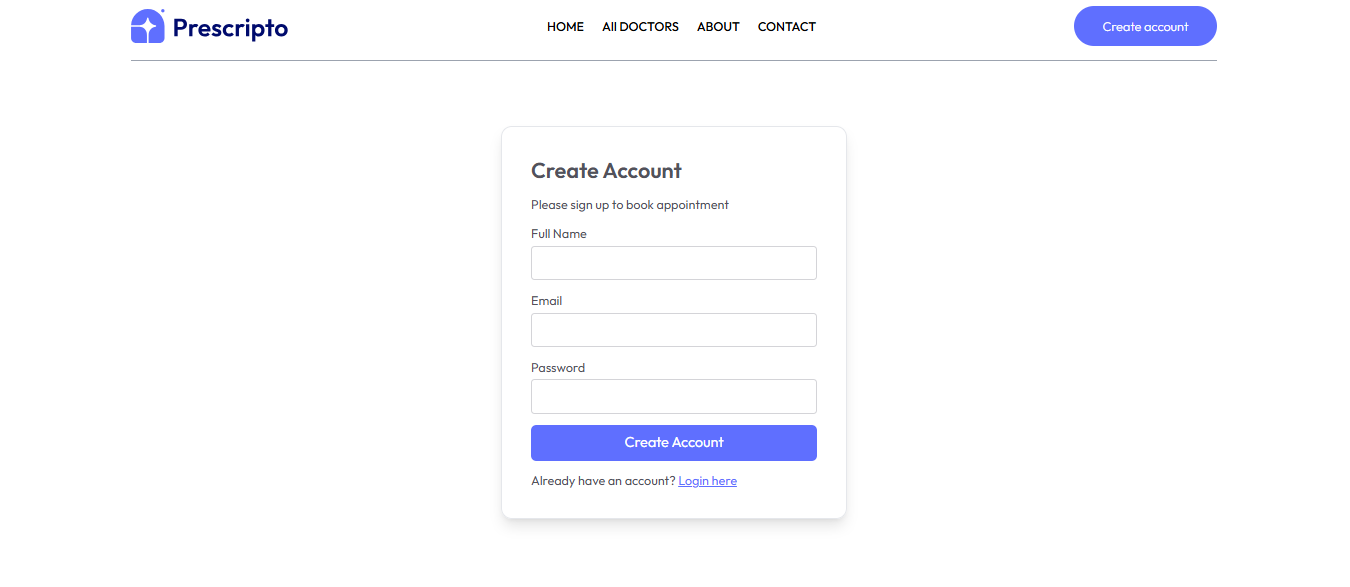 Prescripto
HOME All DOCTORS ABOUT CONTACT
Create account
Create Account
Please sign up to book appointment
Full Name
Email
Password
Create Account
Already have an account? Login here